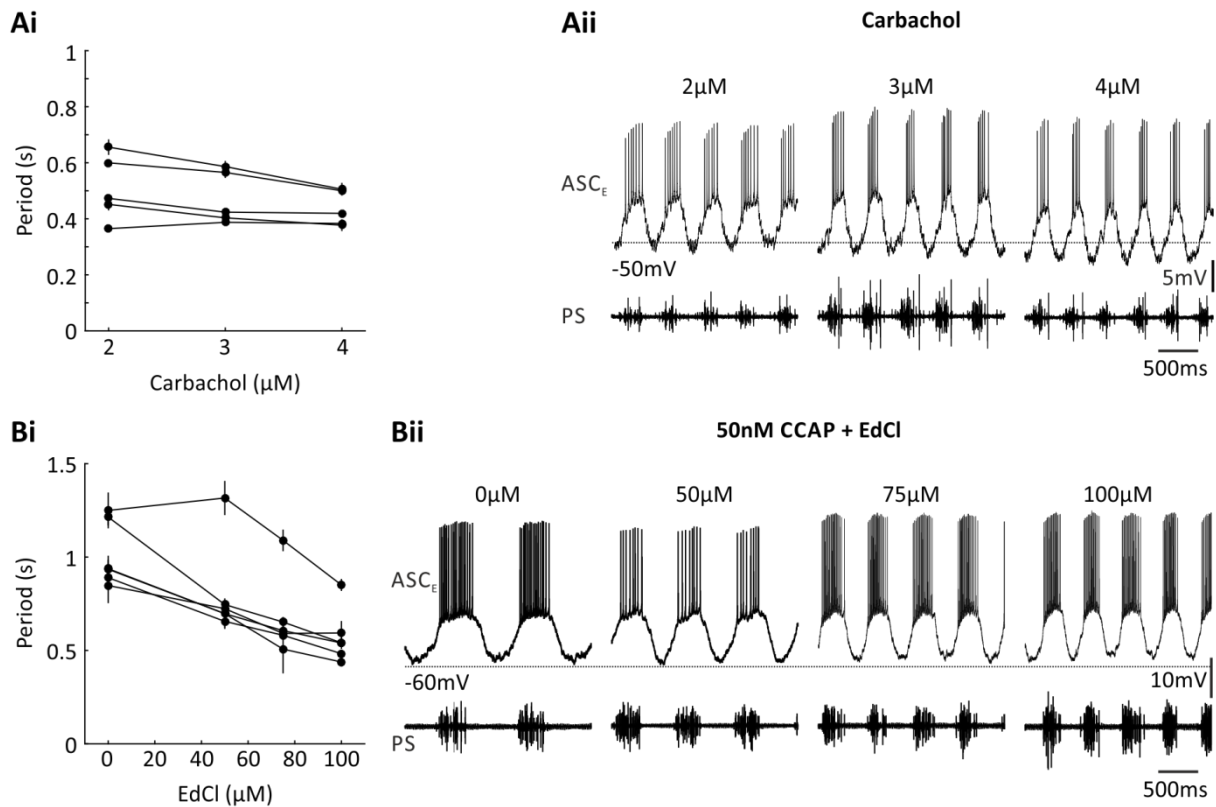 Ai
1
0.8
0.6
0.4
0.2
0
Period (s)
2 3 4
Carbachol (µM)
Aii
Carbachol
2µM 3µM 4µM
ASCE
-50mV
5mV
PS
500ms
Bi
1.5
1
0.5
0
Period (s)
0 20 40 60 80 100
EdCl (µM)
Bii
50nM CCAP + EdCl
0µM 50µM 75µM 100µM
ASCE
-60mV
10mV
PS
500ms